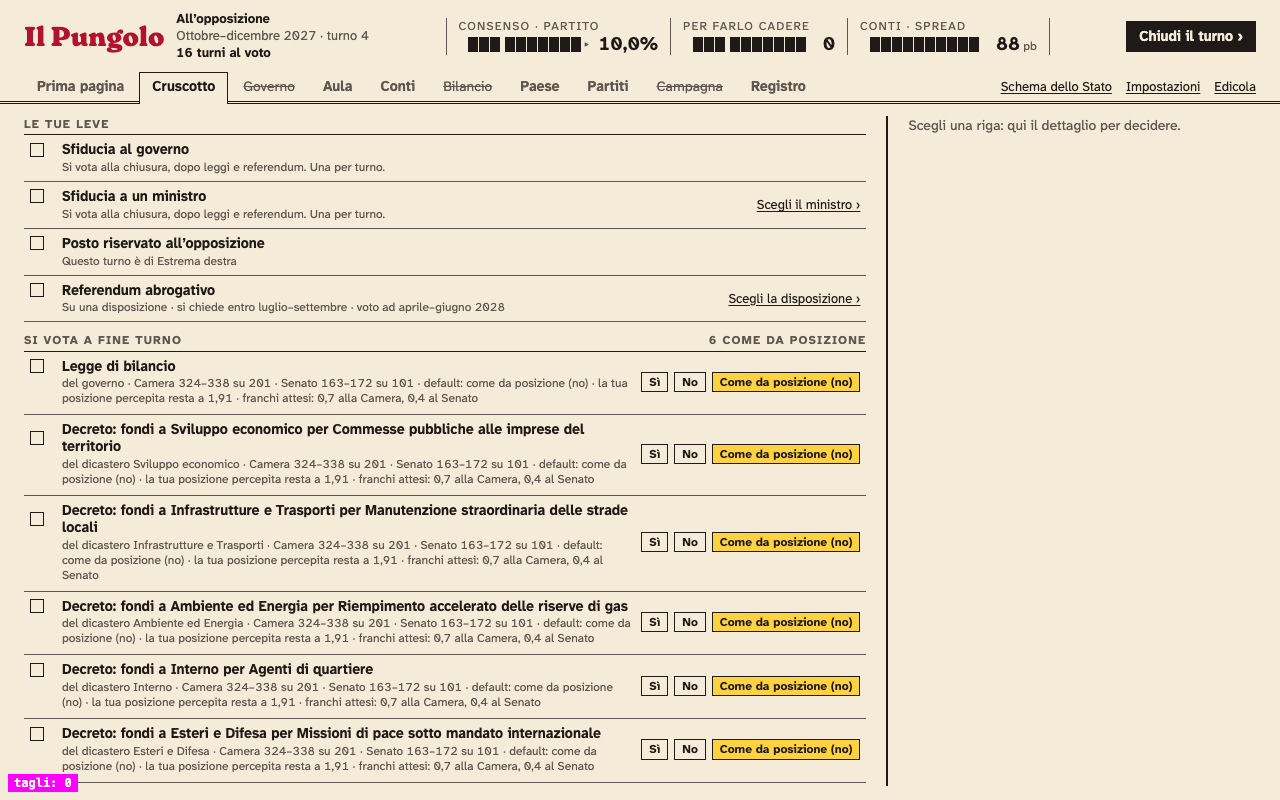 Il Pungolo
All'opposizione
Ottobre–dicembre 2027 · turno 4
16 turni al voto
CONSENSO · PARTITO
10,0%
PER FARLO CADERE
0
CONTI · SPREAD
88 pb
Chiudi il turno ›
Prima pagina
Cruscotto
Governo
Aula
Conti
Bilancio
Paese
Partiti
Campagna
Registro
Schema dello Stato
Impostazioni
Edicola
LE TUE LEVE
Sfiducia al governo
Si vota alla chiusura, dopo leggi e referendum. Una per turno.
Sfiducia a un ministro
Si vota alla chiusura, dopo leggi e referendum. Una per turno.
Scegli il ministro ›
Posto riservato all'opposizione
Questo turno è di Estrema destra
Referendum abrogativo
Su una disposizione · si chiede entro luglio–settembre · voto ad aprile–giugno 2028
Scegli la disposizione ›
SI VOTA A FINE TURNO
6 COME DA POSIZIONE
Legge di bilancio
del governo · Camera 324–338 su 201 · Senato 163–172 su 101 · default: come da posizione (no) · la tua
posizione percepita resta a 1,91 · franchi attesi: 0,7 alla Camera, 0,4 al Senato
Sì
No
Come da posizione (no)
Decreto: fondi a Sviluppo economico per Commesse pubbliche alle imprese del
territorio
del dicastero Sviluppo economico · Camera 324–338 su 201 · Senato 163–172 su 101 · default: come da
posizione (no) · la tua posizione percepita resta a 1,91 · franchi attesi: 0,7 alla Camera, 0,4 al Senato
Sì
No
Come da posizione (no)
Decreto: fondi a Infrastrutture e Trasporti per Manutenzione straordinaria delle strade
locali
del dicastero Infrastrutture e Trasporti · Camera 324–338 su 201 · Senato 163–172 su 101 · default:
come da posizione (no) · la tua posizione percepita resta a 1,91 · franchi attesi: 0,7 alla Camera, 0,4 al
Senato
Sì
No
Come da posizione (no)
Decreto: fondi a Ambiente ed Energia per Riempimento accelerato delle riserve di gas
del dicastero Ambiente ed Energia · Camera 324–338 su 201 · Senato 163–172 su 101 · default: come da
posizione (no) · la tua posizione percepita resta a 1,91 · franchi attesi: 0,7 alla Camera, 0,4 al Senato
Sì
No
Come da posizione (no)
Decreto: fondi a Interno per Agenti di quartiere
del dicastero Interno · Camera 324–338 su 201 · Senato 163–172 su 101 · default: come da posizione
(no) · la tua posizione percepita resta a 1,91 · franchi attesi: 0,7 alla Camera, 0,4 al Senato
Sì
No
Come da posizione (no)
Decreto: fondi a Esteri e Difesa per Missioni di pace sotto mandato internazionale
del dicastero Esteri e Difesa · Camera 324–338 su 201 · Senato 163–172 su 101 · default: come da
posizione (no) · la tua posizione percepita resta a 1,91 · franchi attesi: 0,7 alla Camera, 0,4 al Senato
Sì
No
Come da posizione (no)
Scegli una riga: qui il dettaglio per decidere.
tagli: 0